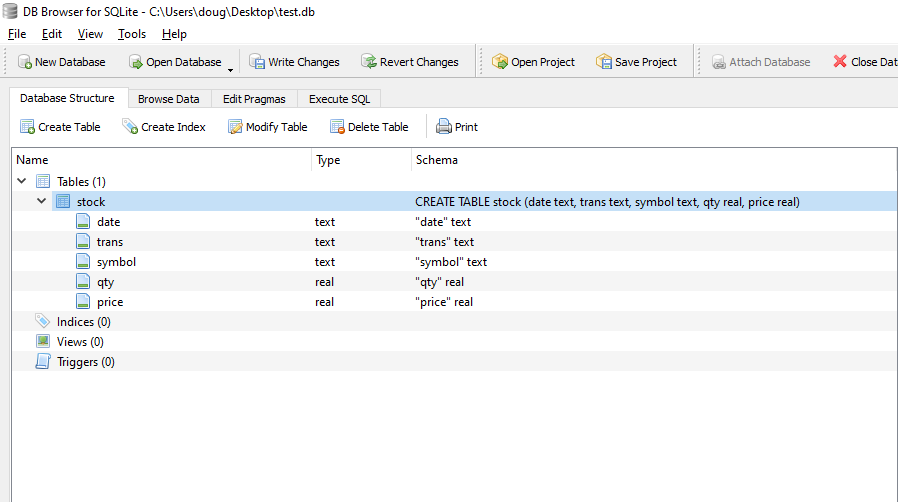 DB Browser for SQLite - C:\Users\doug\Desktop\test.db
File Edit View Tools Help
New Database Open Database Write Changes Revert Changes Open Project Save Project Attach Database Close Dat
Database Structure Browse Data Edit Pragmas Execute SQL
Create Table Create Index Modify Table Delete Table Print
Name Type Schema
Tables (1)
stock CREATE TABLE stock (date text, trans text, symbol text, qty real, price real)
date text "date" text
trans text "trans" text
symbol text "symbol" text
qty real "qty" real
price real "price" real
Indices (0)
Views (0)
Triggers (0)